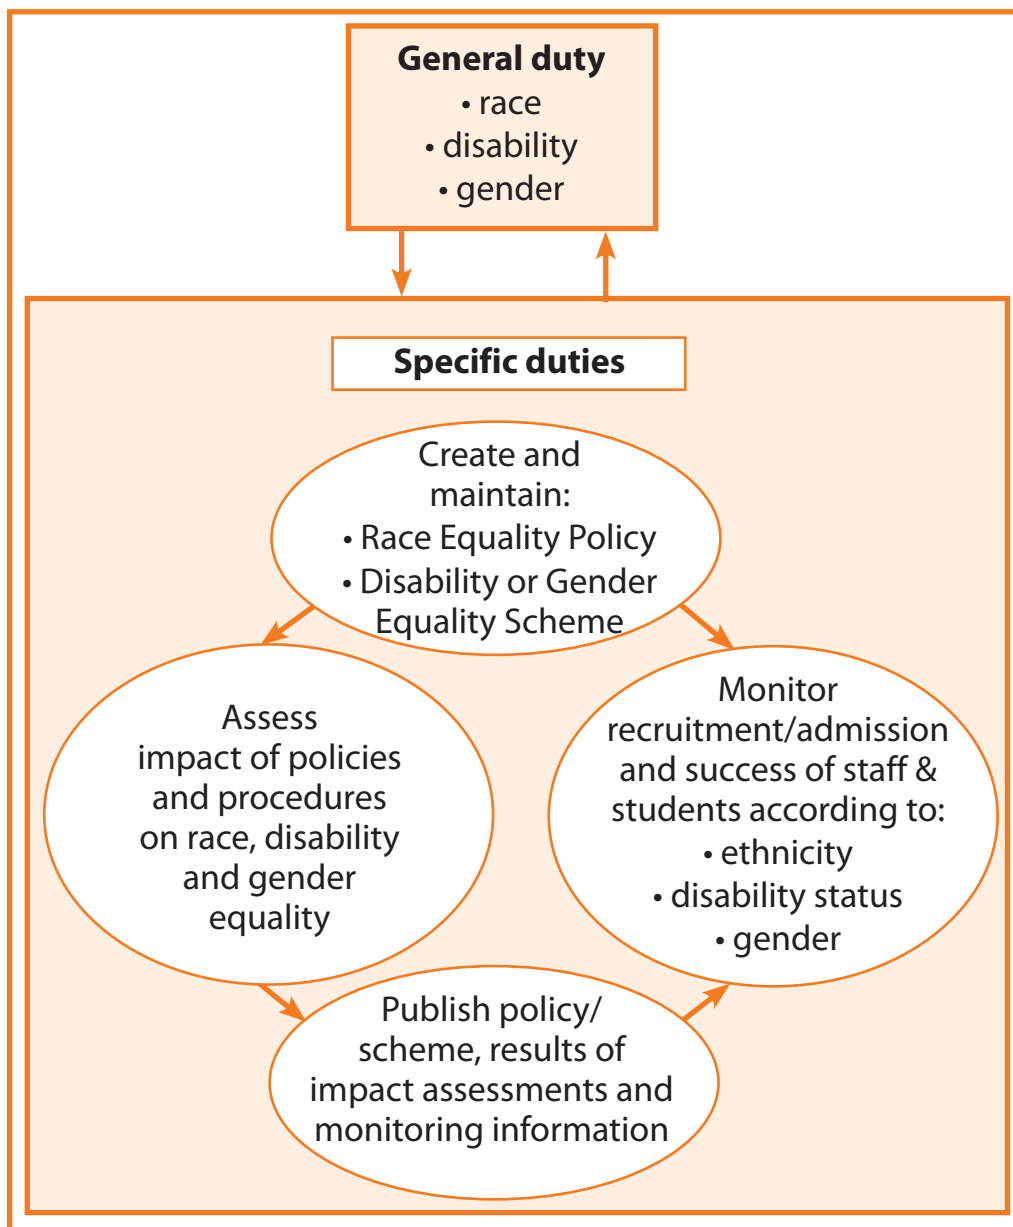 General duty
• race
• disability
• gender
Specific duties
Create and
maintain:
• Race Equality Policy
• Disability or Gender
Equality Scheme
Assess
impact of policies
and procedures
on race, disability
and gender
equality
Monitor
recruitment/admission
and success of staff &
students according to:
• ethnicity
• disability status
• gender
Publish policy/
scheme, results of
impact assessments and
monitoring information